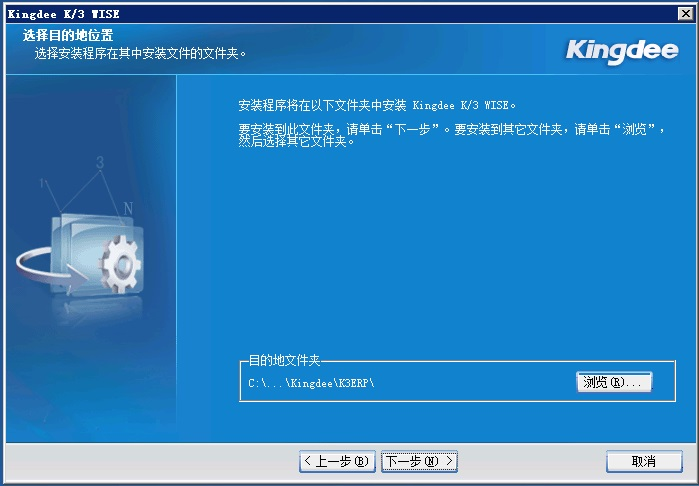 Kingdee K/3 WISE
选择目的地位置
选择安装程序在其中安装文件的文件夹。
Kingdee
安装程序将在以下文件夹中安装 Kingdee K/3 WISE。
要安装到此文件夹，请单击“下一步”。要安装到其它文件夹，请单击“浏览”，
然后选择其它文件夹。
1 3 N
目的地文件夹
C:\...\Kingdee\K3ERP\
浏览(R)...
< 上一步(B)
下一步(N) >
取消